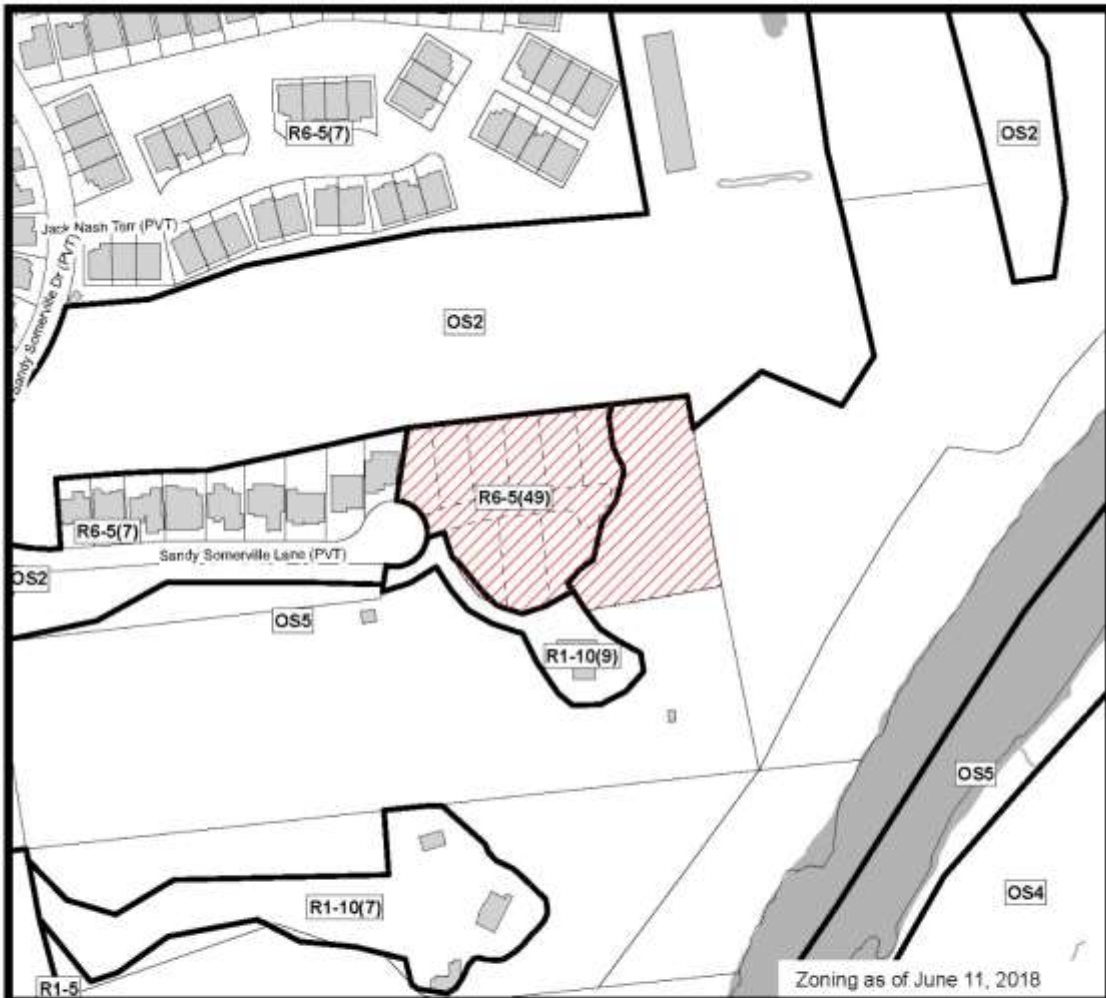 R6-5(7)
OS2
Jack Nash Terr (PVT)
Sandy Somerville Dr (PVT)
OS2
R6-5(49)
R6-5(7)
Sandy Somerville Lane (PVT)
OS2
OS5
R1-10(9)
OS5
R1-10(7)
OS4
R1-5
Zoning as of June 11, 2018